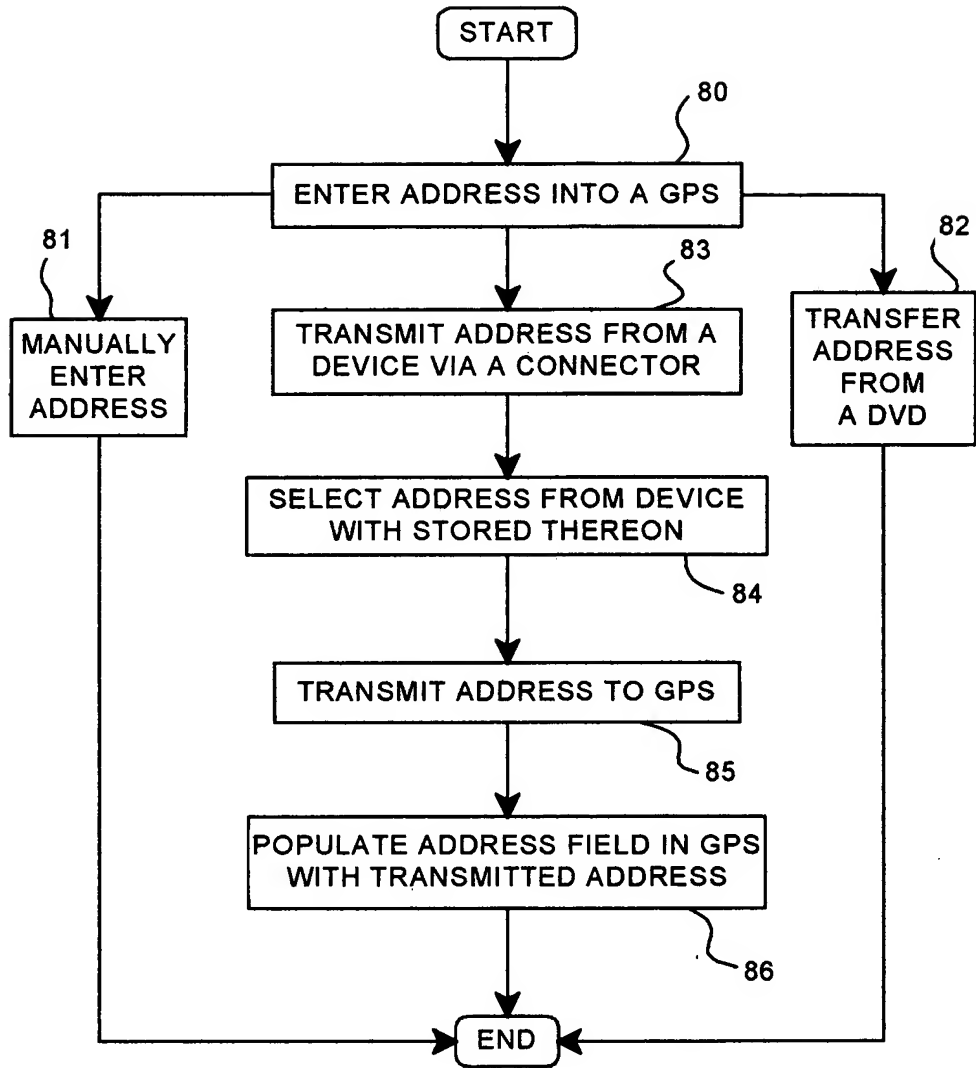 START
80
ENTER ADDRESS INTO A GPS
81
83
82
MANUALLY
ENTER
ADDRESS
TRANSMIT ADDRESS FROM A
DEVICE VIA A CONNECTOR
TRANSFER
ADDRESS
FROM
A DVD
SELECT ADDRESS FROM DEVICE
WITH STORED THEREON
84
TRANSMIT ADDRESS TO GPS
85
POPULATE ADDRESS FIELD IN GPS
WITH TRANSMITTED ADDRESS
86
END